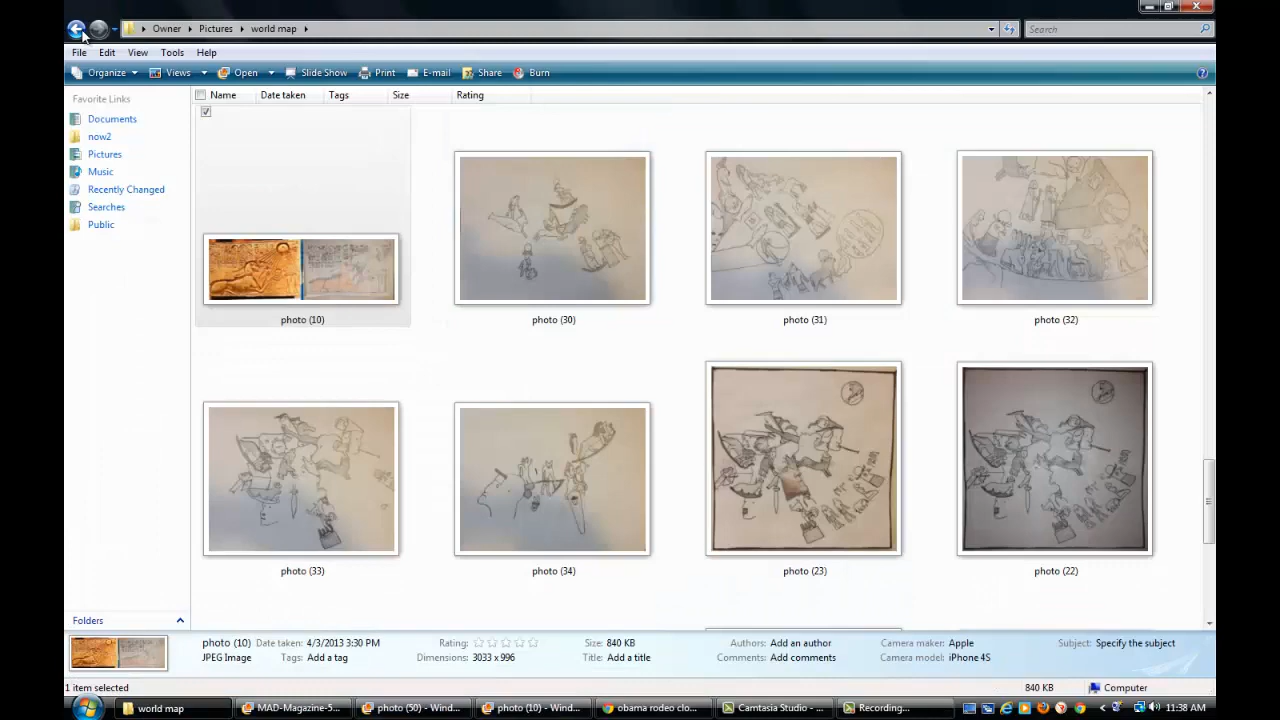 Owner Pictures world map
Search
File Edit View Tools Help
Organize Views Open Slide Show Print E-mail Share Burn
Favorite Links
Documents
now2
Pictures
Music
Recently Changed
Searches
Public
Folders
Name Date taken Tags Size Rating
photo (10) photo (30) photo (31) photo (32)
photo (33) photo (34) photo (23) photo (22)
photo (10) Date taken: 4/3/2013 3:30 PM Rating: Size: 840 KB Authors: Add an author Camera maker: Apple Subject: Specify the subject
JPEG Image Tags: Add a tag Dimensions: 3033 x 996 Title: Add a title Comments: Add comments Camera model: iPhone 4S
1 item selected 840 KB Computer
world map MAD-Magazine-5... photo (50) - Wind... photo (10) - Wind... obama rodeo clo... Camtasia Studio - ... Recording... 11:38 AM